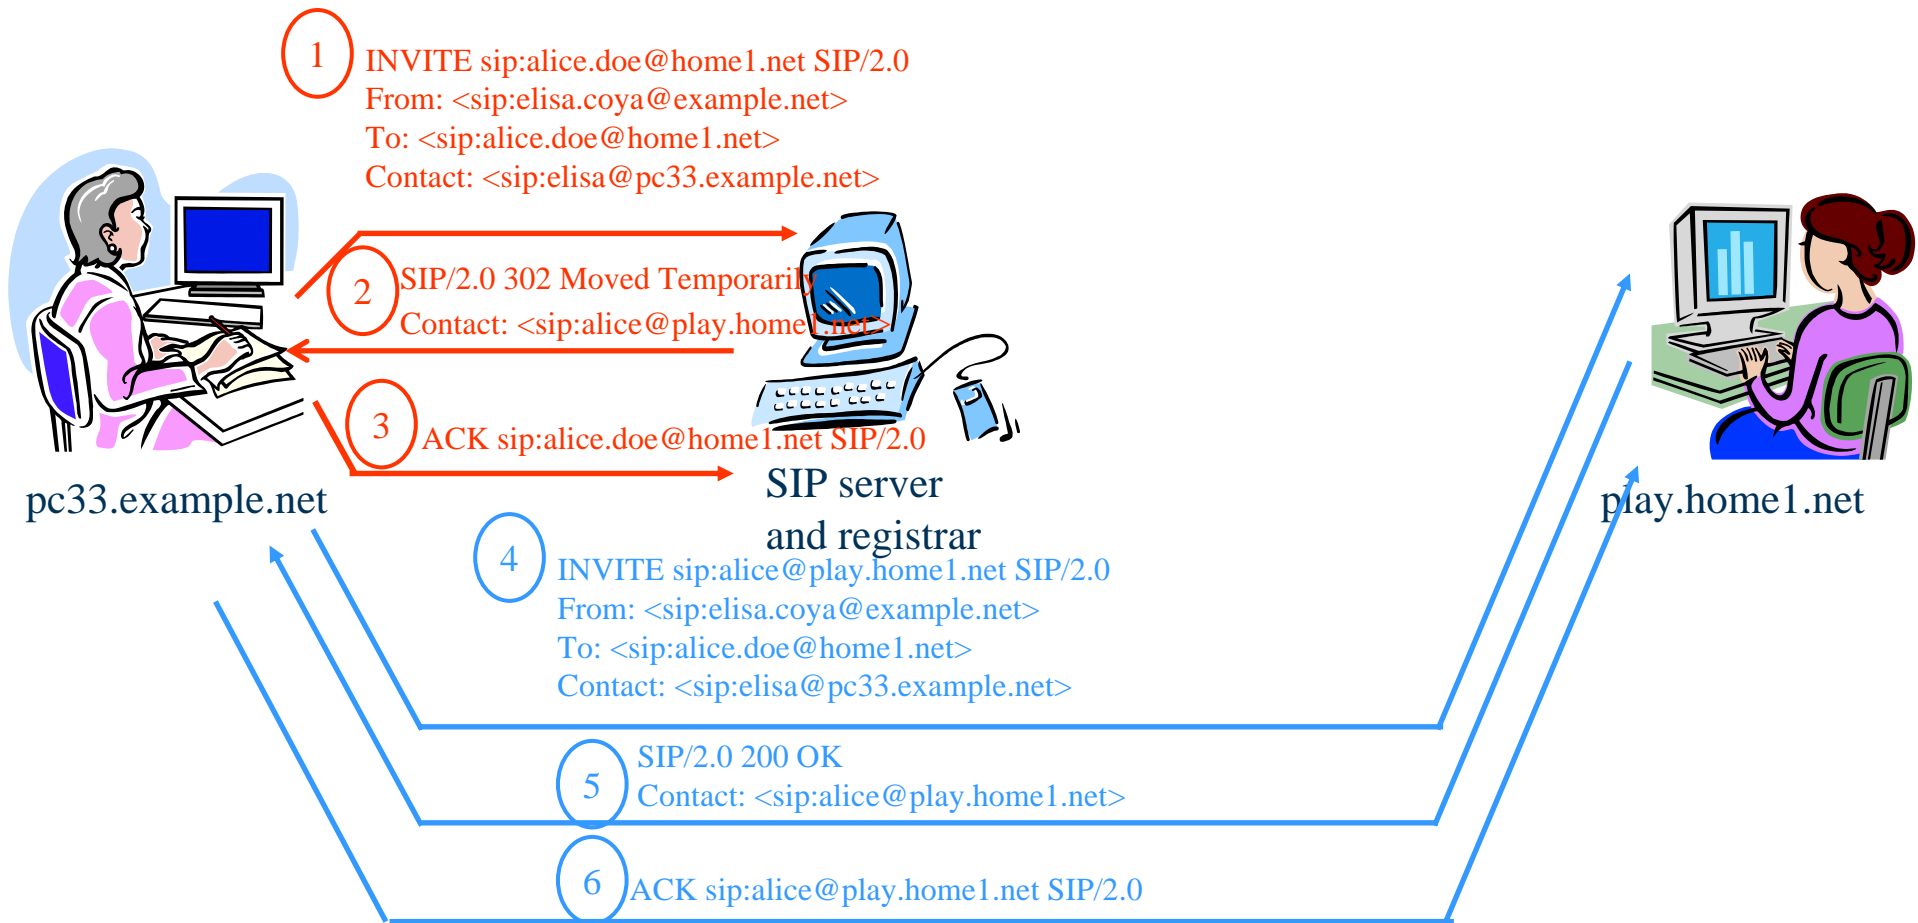 1
INVITE sip:alice.doe@home1.net SIP/2.0
From: <sip:elisa.coya@example.net>
To: <sip:alice.doe@home1.net>
Contact: <sip:elisa@pc33.example.net>
2
SIP/2.0 302 Moved Temporarily
Contact: <sip:alice@play.home1.net>
3
ACK sip:alice.doe@home1.net SIP/2.0
pc33.example.net
SIP server
and registrar
play.home1.net
4
INVITE sip:alice@play.home1.net SIP/2.0
From: <sip:elisa.coya@example.net>
To: <sip:alice.doe@home1.net>
Contact: <sip:elisa@pc33.example.net>
5
SIP/2.0 200 OK
Contact: <sip:alice@play.home1.net>
6
ACK sip:alice@play.home1.net SIP/2.0